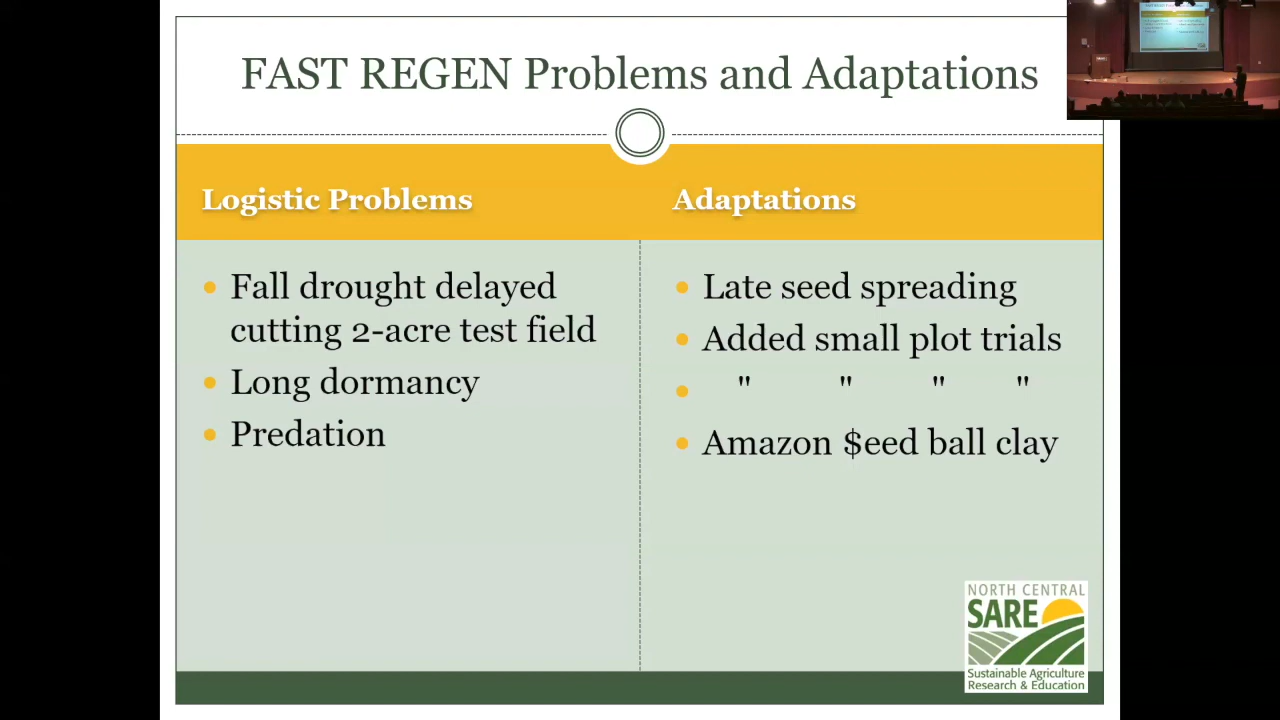 FAST REGEN Problems and Adaptations
Logistic Problems
Fall drought delayed
cutting 2-acre test field
Long dormancy
Predation
Adaptations
Late seed spreading
Added small plot trials
" " " "
Amazon $eed ball clay
NORTH CENTRAL
SARE
Sustainable Agriculture
Research & Education